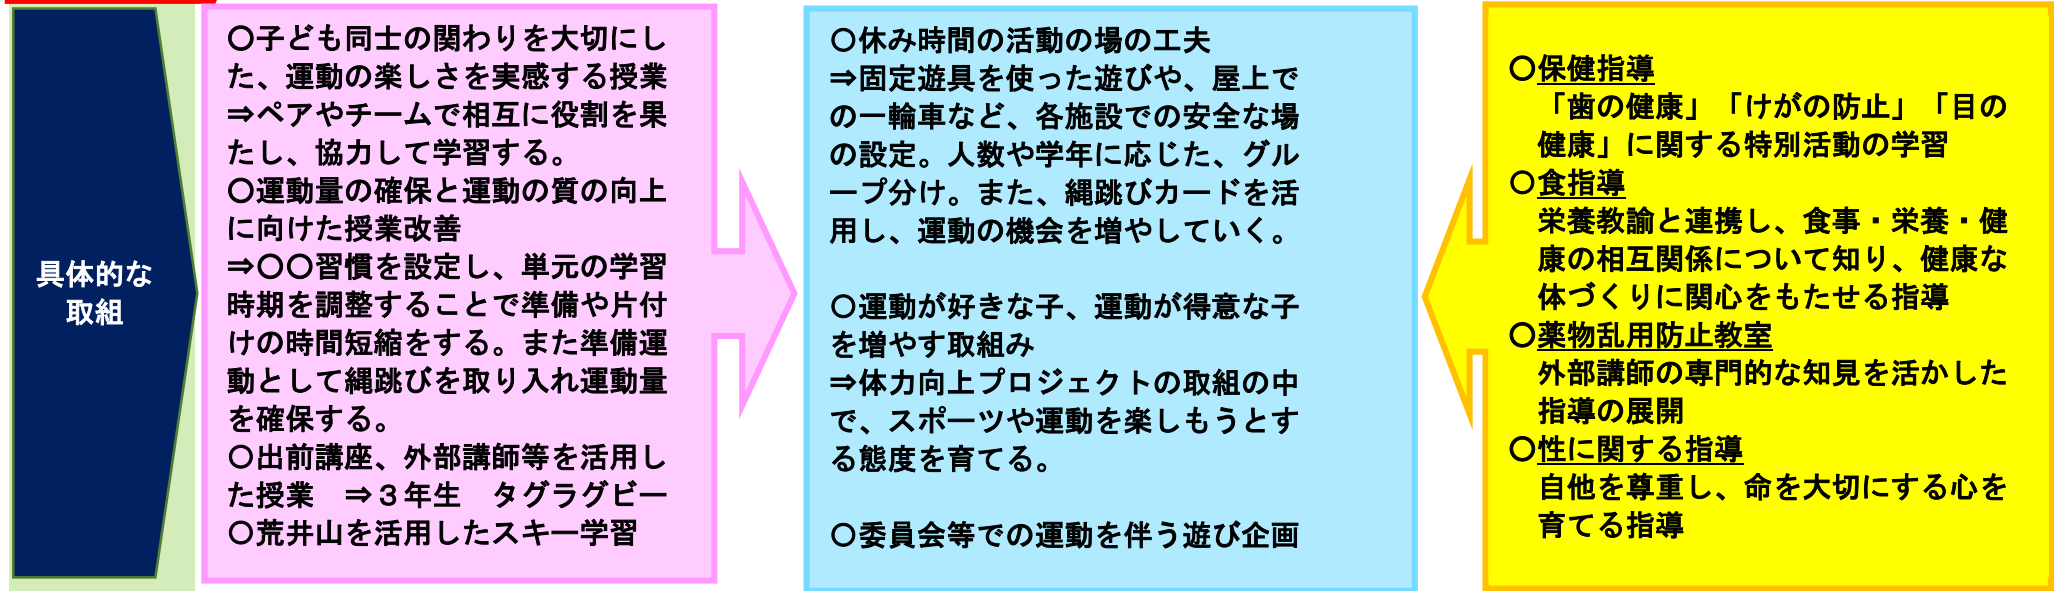 具体的な
取組
〇子ども同士の関わりを大切にし
た、運動の楽しさを実感する授業
⇒ペアやチームで相互に役割を果
たし、協力して学習する。
〇運動量の確保と運動の質の向上
に向けた授業改善
⇒〇〇習慣を設定し、単元の学習
時期を調整することで準備や片付
けの時間短縮をする。また準備運
動として縄跳びを取り入れ運動量
を確保する。
〇出前講座、外部講師等を活用し
た授業　⇒３年生　タグラグビー
〇荒井山を活用したスキー学習
〇休み時間の活動の場の工夫
⇒固定遊具を使った遊びや、屋上で
の一輪車など、各施設での安全な場
の設定。人数や学年に応じた、グル
ープ分け。また、縄跳びカードを活
用し、運動の機会を増やしていく。
〇運動が好きな子、運動が得意な子
を増やす取組み
⇒体力向上プロジェクトの取組の中
で、スポーツや運動を楽しもうとす
る態度を育てる。
〇委員会等での運動を伴う遊び企画
〇保健指導
「歯の健康」「けがの防止」「目の
健康」に関する特別活動の学習
〇食指導
栄養教諭と連携し、食事・栄養・健
康の相互関係について知り、健康な
体づくりに関心をもたせる指導
〇薬物乱用防止教室
外部講師の専門的な知見を活かした
指導の展開
〇性に関する指導
自他を尊重し、命を大切にする心を
育てる指導